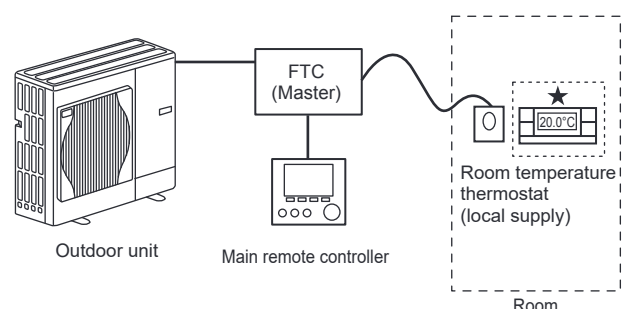 FTC
(Master)
★
20.0°C
Room temperature
thermostat
(local supply)
Outdoor unit
Main remote controller
Room